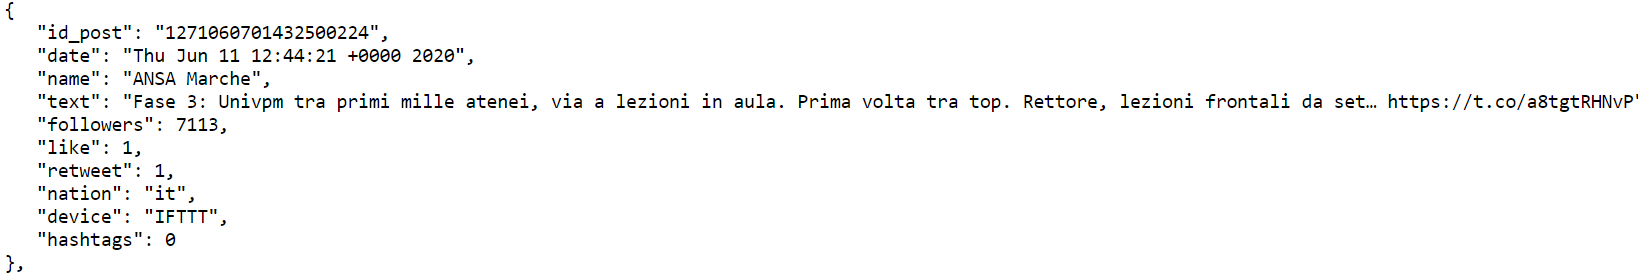 {
"id_post": "1271060701432500224",
"date": "Thu Jun 11 12:44:21 +0000 2020",
"name": "ANSA Marche",
"text": "Fase 3: Univpm tra primi mille atenei, via a lezioni in aula. Prima volta tra top. Rettore, lezioni frontali da set… https://t.co/a8tgtRHNvP"
"followers": 7113,
"like": 1,
"retweet": 1,
"nation": "it",
"device": "IFTTT",
"hashtags": 0
},